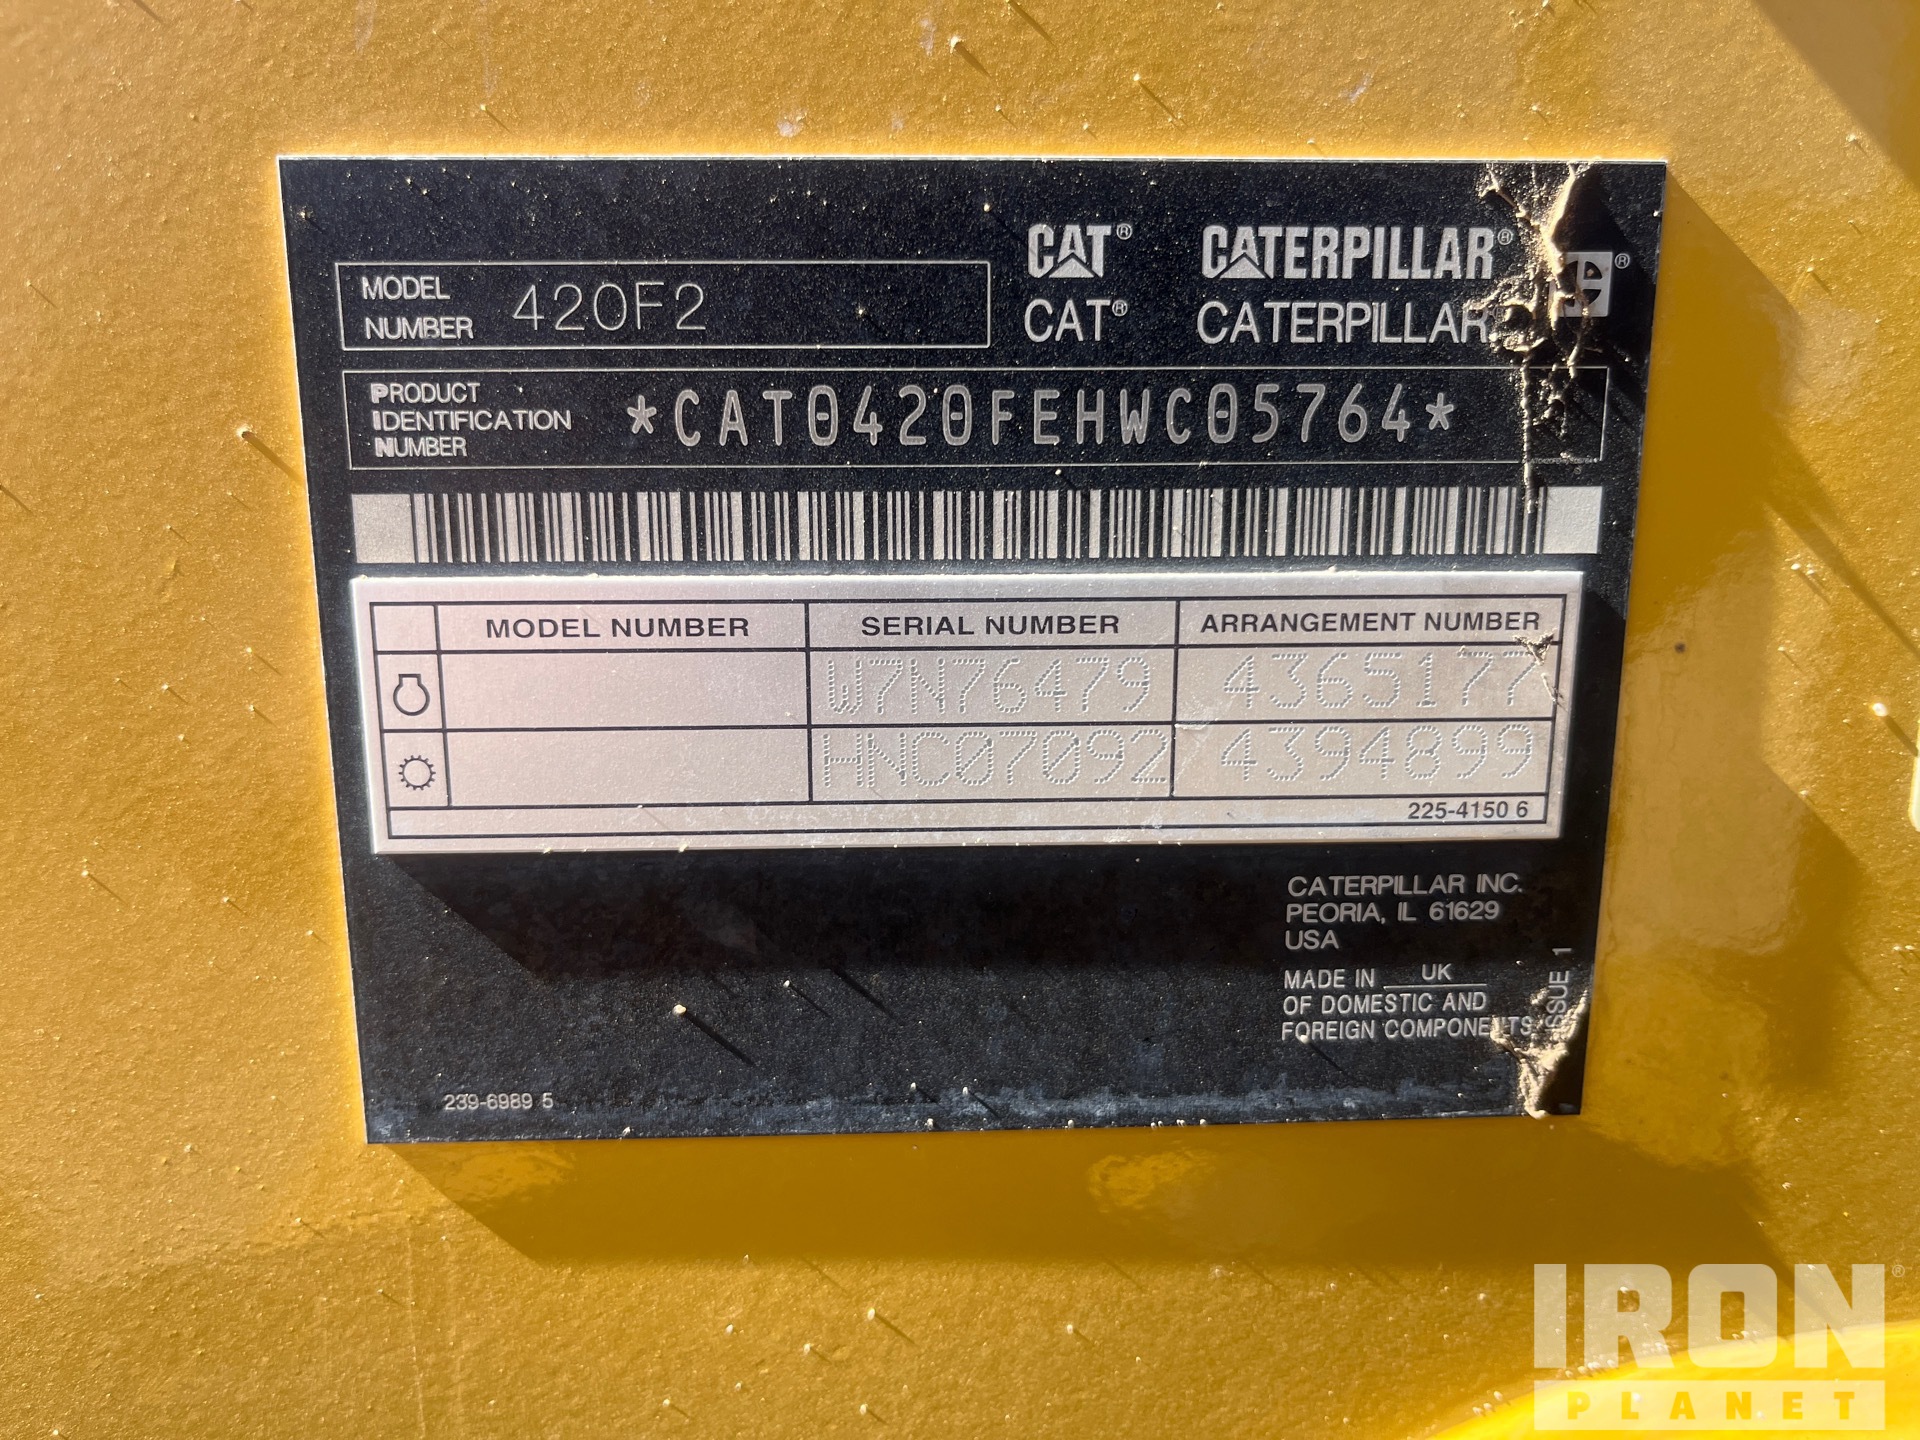 CAT® CATERPILLAR®
MODEL NUMBER 420F2
CAT® CATERPILLAR
PRODUCT IDENTIFICATION NUMBER *CAT0420FEHWC05764*
MODEL NUMBER SERIAL NUMBER ARRANGEMENT NUMBER
W7N76479 4365177
HNC07092 4394899
225-4150 6
CATERPILLAR INC.
PEORIA, IL 61629
USA
MADE IN UK
OF DOMESTIC AND
FOREIGN COMPONENTS
ISSUE 1
239-6989 5
IRON®
PLANET